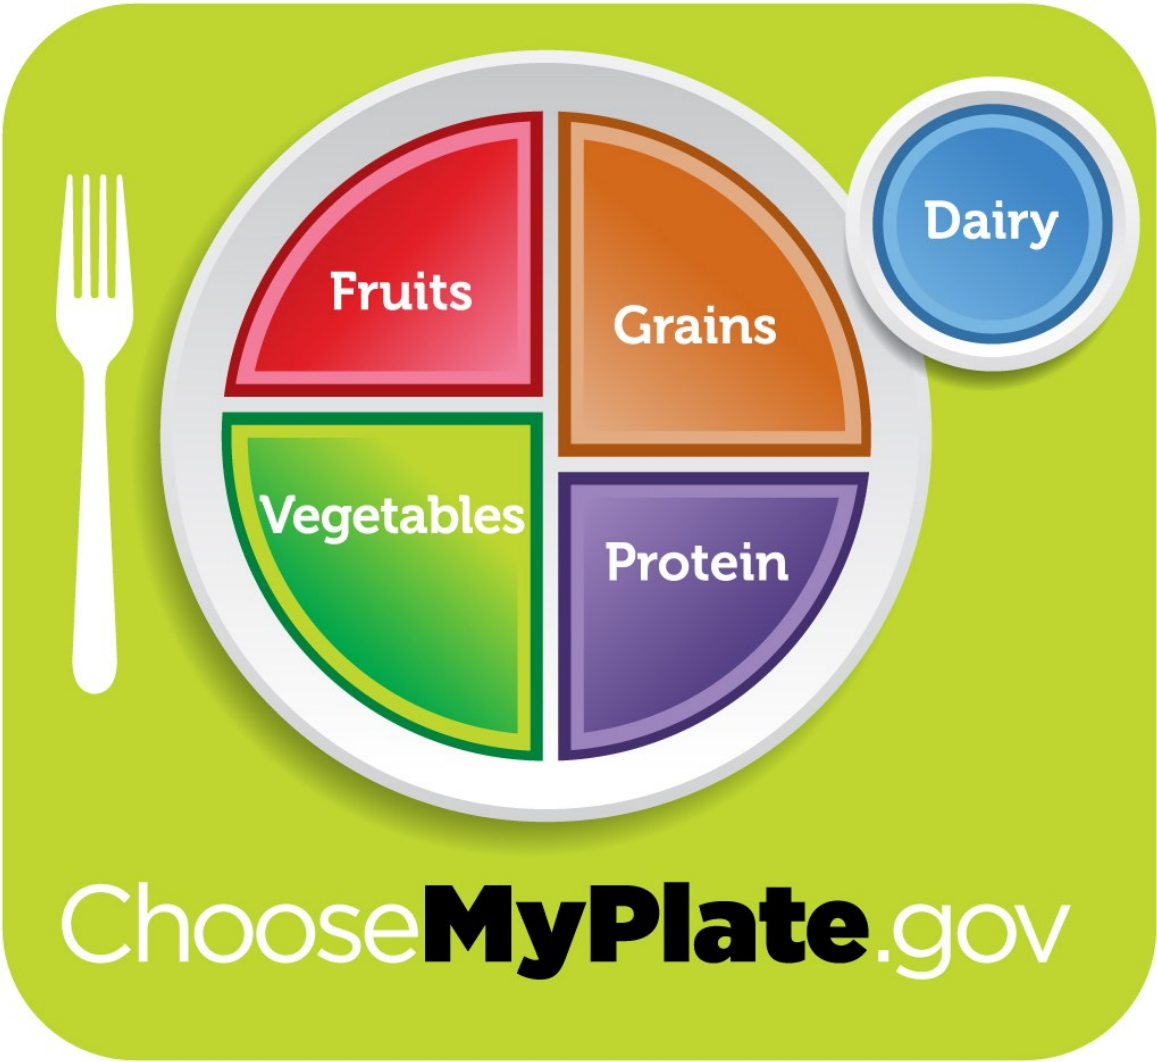 Fruits
Grains
Dairy
Vegetables
Protein
ChooseMyPlate.gov